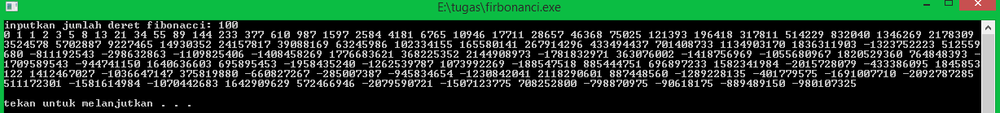 E:\tugas\firbonanci.exe
inputkan jumlah deret fibonacci: 100
0 1 1 2 3 5 8 13 21 34 55 89 144 233 377 610 987 1597 2584 4181 6765 10946 17711 28657 46368 75025 121393 196418 317811 514229 832040 1346269 2178309
3524578 5702887 9227465 14930352 24157817 39088169 63245986 102334155 165580141 267914296 433494437 701408733 1134903170 1836311903 -1323752223 512559
680 -811192543 -298632863 -1109825406 -1408458269 1776683621 368225352 2144908973 -1781832971 363076002 -1418756969 -1055680967 1820529360 764848393 -
1709589543 -944741150 1640636603 695895453 -1958435240 -1262539787 1073992269 -188547518 885444751 696897233 1582341984 -2015728079 -433386095 1845853
122 1412467027 -1036647147 375819880 -660827267 -285007387 -945834654 -1230842041 2118290601 887448560 -1289228135 -401779575 -1691007710 -2092787285
511172301 -1581614984 -1070442683 1642909629 572466946 -2079590721 -1507123775 708252800 -798870975 -90618175 -889489150 -980107325
tekan untuk melanjutkan . . .